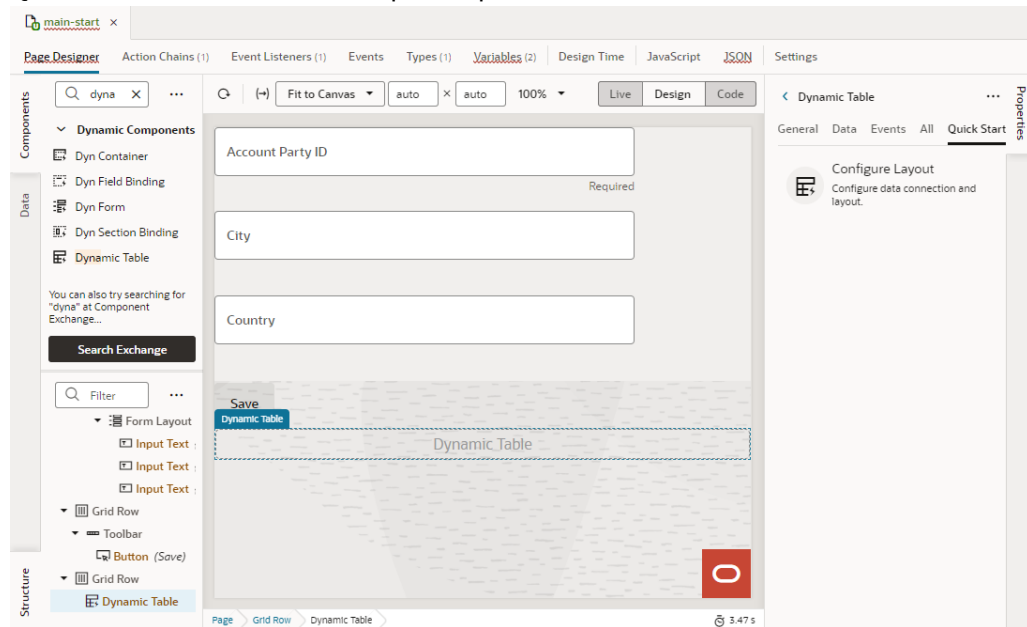 main-start ×
Page Designer Action Chains (1) Event Listeners (1) Events Types (1) Variables (2) Design Time JavaScript JSON Settings
Components
Data
dyna X ...
Dynamic Components
Dyn Container
Dyn Field Binding
Dyn Form
Dyn Section Binding
Dynamic Table
You can also try searching for
"dyna" at Component
Exchange...
Search Exchange
Structure
Filter ...
Form Layout
Input Text
Input Text
Input Text
Grid Row
Toolbar
Button (Save)
Grid Row
Dynamic Table
Fit to Canvas auto × auto 100% Live Design Code
Account Party ID
Required
City
Country
Save
Dynamic Table
Dynamic Table
Page Grid Row Dynamic Table 3.47 s
Dynamic Table ...
General Data Events All Quick Start
Configure Layout
Configure data connection and
layout.
Properties